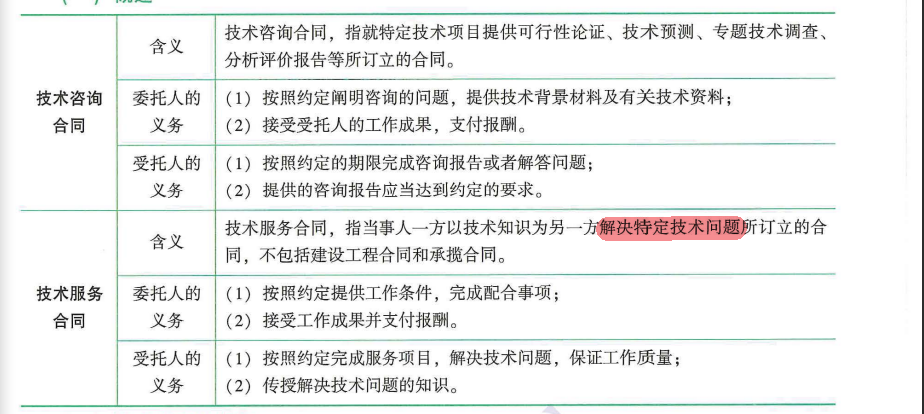 含义
技术咨询合同，指就特定技术项目提供可行性论证、技术预测、专题技术调查、
分析评价报告等所订立的合同。
技术咨询
合同
委托人的
义务
（1）按照约定阐明咨询的问题，提供技术背景材料及有关技术资料；
（2）接受受托人的工作成果，支付报酬。
受托人的
义务
（1）按照约定的期限完成咨询报告或者解答问题；
（2）提供的咨询报告应当达到约定的要求。
含义
技术服务合同，指当事人一方以技术知识为另一方解决特定技术问题所订立的合
同，不包括建设工程合同和承揽合同。
技术服务
合同
委托人的
义务
（1）按照约定提供工作条件，完成配合事项；
（2）接受工作成果并支付报酬。
受托人的
义务
（1）按照约定完成服务项目，解决技术问题，保证工作质量；
（2）传授解决技术问题的知识。